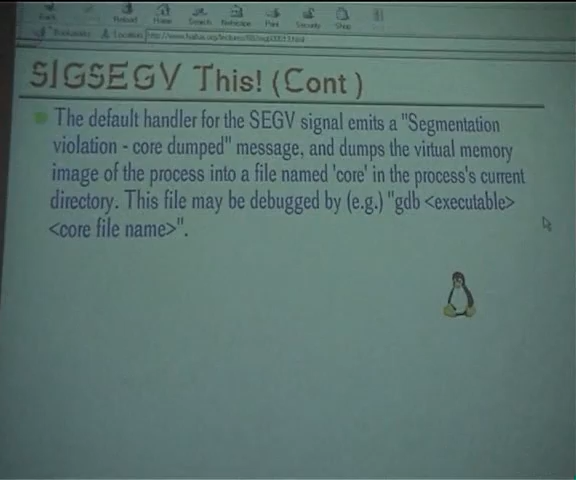 Reload Home Search Netscape Print Security Shop
Bookmarks Location
SIGSEGV This! (Cont )
The default handler for the SEGV signal emits a "Segmentation
violation - core dumped" message, and dumps the virtual memory
image of the process into a file named 'core' in the process's current
directory. This file may be debugged by (e.g.) "gdb <executable>
<core file name>".